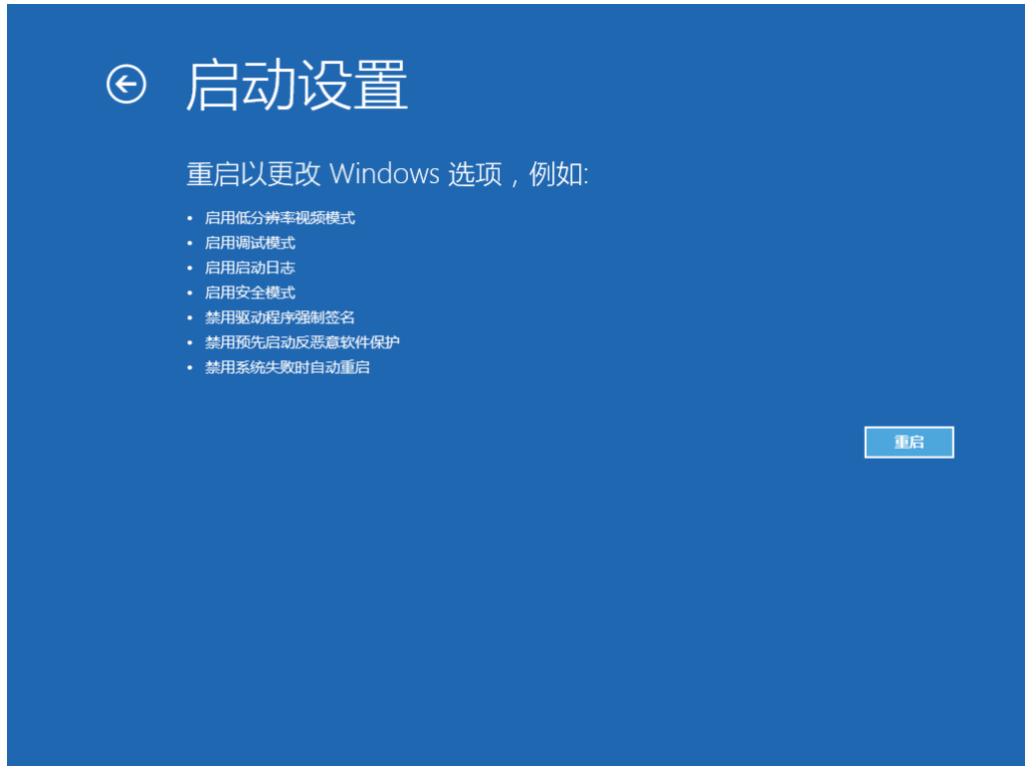 启动设置
重启以更改 Windows 选项，例如:
• 启用低分辨率视频模式
• 启用调试模式
• 启用启动日志
• 启用安全模式
• 禁用驱动程序强制签名
• 禁用预先启动反恶意软件保护
• 禁用系统失败时自动重启
重启